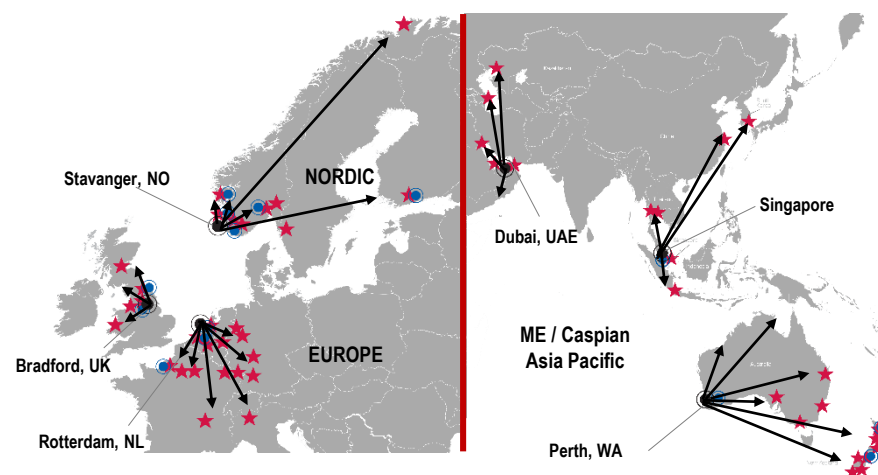 Stavanger, NO
NORDIC
Bradford, UK
EUROPE
Rotterdam, NL
Dubai, UAE
Singapore
ME / Caspian
Asia Pacific
Perth, WA